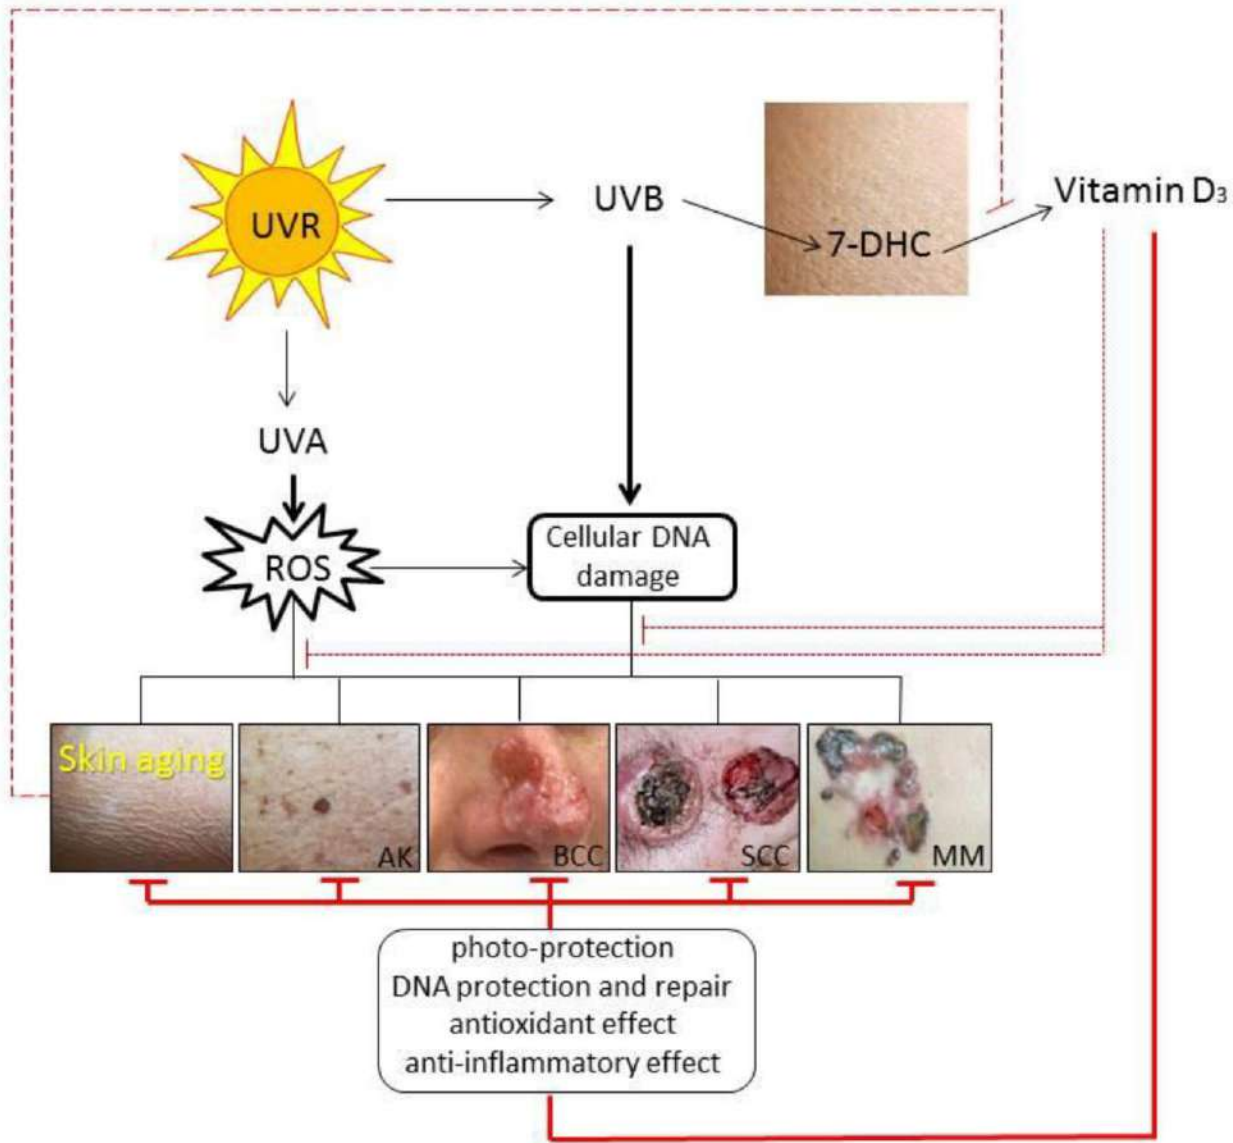 UVR
UVB
7-DHC
Vitamin D₃
UVA
ROS
Cellular DNA
damage
Skin aging
AK
BCC
SCC
MM
photo-protection
DNA protection and repair
antioxidant effect
anti-inflammatory effect